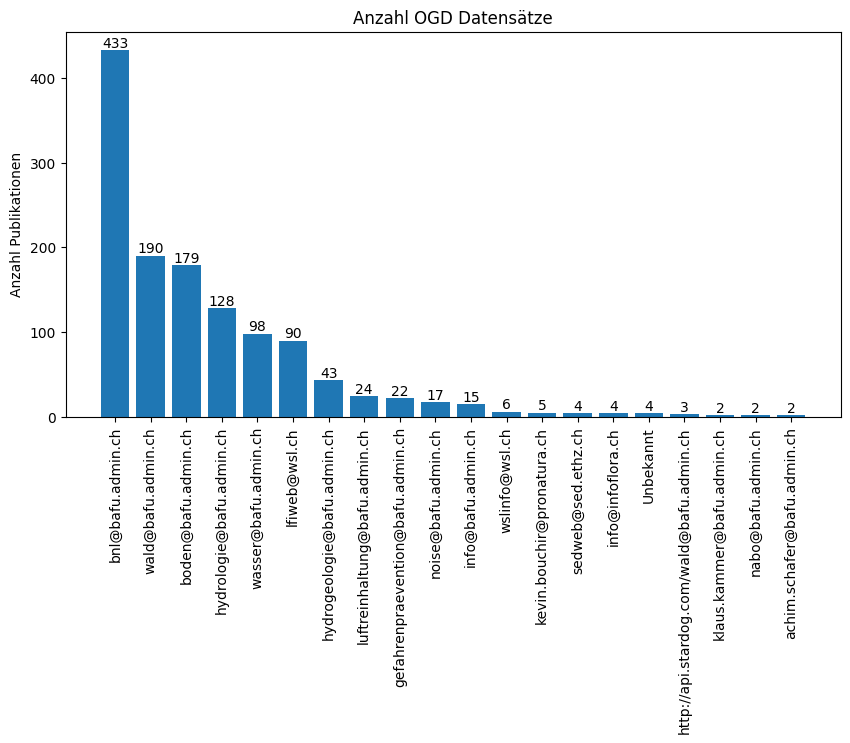 Anzahl OGD Datensätze
Anzahl Publikationen
400
300
200
100
0
433
190
179
128
98
90
43
24
22
17
15
6
5
4
4
4
3
2
2
2
bnl@bafu.admin.ch
wald@bafu.admin.ch
boden@bafu.admin.ch
hydrologie@bafu.admin.ch
wasser@bafu.admin.ch
lfiweb@wsl.ch
hydrogeologie@bafu.admin.ch
luftreinhaltung@bafu.admin.ch
gefahrenpraevention@bafu.admin.ch
noise@bafu.admin.ch
info@bafu.admin.ch
wslinfo@wsl.ch
kevin.bouchir@pronatura.ch
sedweb@sed.ethz.ch
info@infoflora.ch
Unbekannt
http://api.stardog.com/wald@bafu.admin.ch
klaus.kammer@bafu.admin.ch
nabo@bafu.admin.ch
achim.schafer@bafu.admin.ch